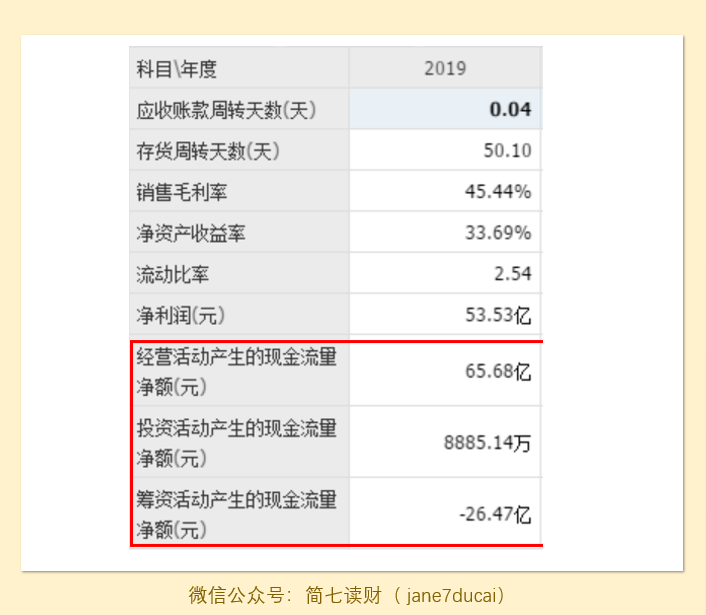 科目\年度 2019
应收账款周转天数(天) 0.04
存货周转天数(天) 50.10
销售毛利率 45.44%
净资产收益率 33.69%
流动比率 2.54
净利润(元) 53.53亿
经营活动产生的现金流量
净额(元) 65.68亿
投资活动产生的现金流量
净额(元) 8885.14万
筹资活动产生的现金流量
净额(元) -26.47亿
微信公众号：简七读财（ jane7ducai）